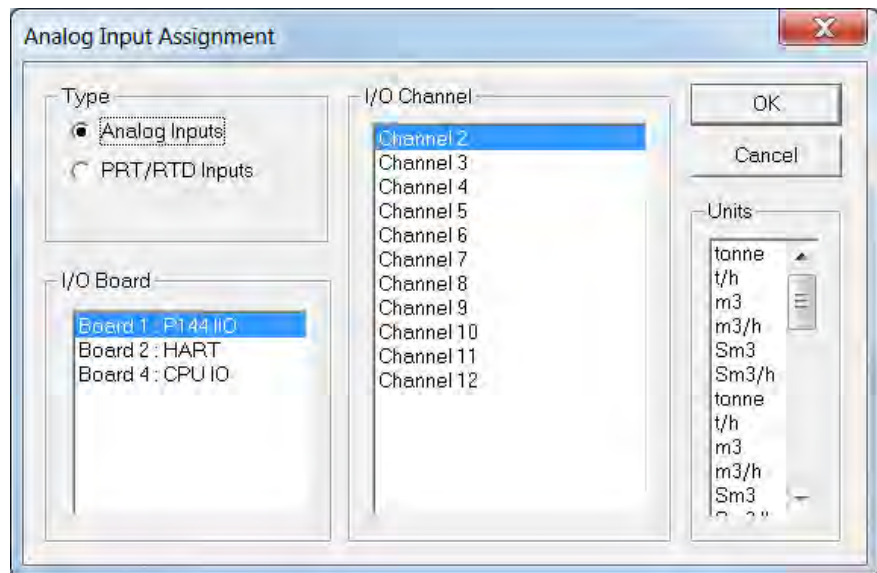 Analog Input Assignment
Type
Analog Inputs
PRT/RTD Inputs
I/O Board
Board 1 : P144 IIO
Board 2 : HART
Board 4 : CPU IO
I/O Channel
Channel 2
Channel 3
Channel 4
Channel 5
Channel 6
Channel 7
Channel 8
Channel 9
Channel 10
Channel 11
Channel 12
OK
Cancel
Units
tonne
t/h
m3
m3/h
Sm3
Sm3/h
tonne
t/h
m3
m3/h
Sm3